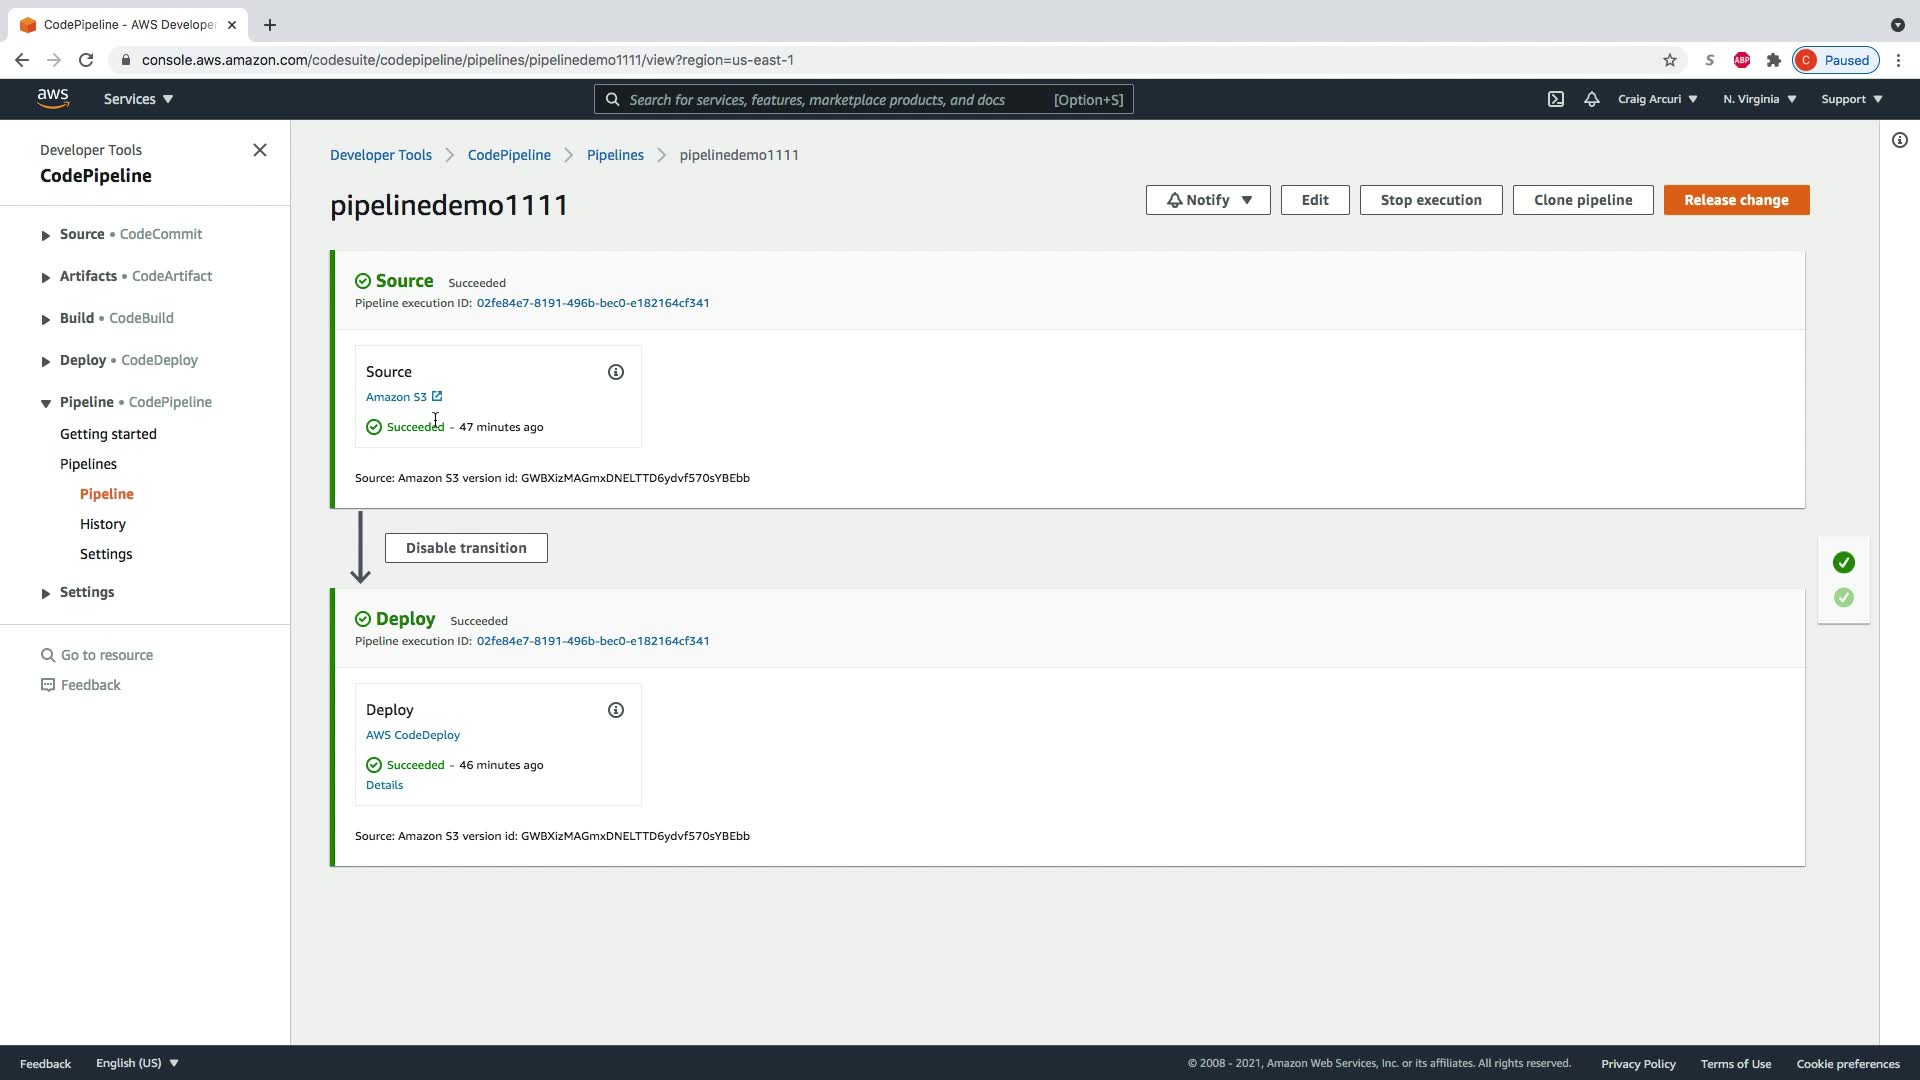 CodePipeline - AWS Developer
console.aws.amazon.com/codesuite/codepipeline/pipelines/pipelinedemo1111/view?region=us-east-1
S
ABP
C Paused
aws
Services
Search for services, features, marketplace products, and docs [Option+S]
Craig Arcuri
N. Virginia
Support
Developer Tools
CodePipeline
Source • CodeCommit
Artifacts • CodeArtifact
Build • CodeBuild
Deploy • CodeDeploy
Pipeline • CodePipeline
Getting started
Pipelines
Pipeline
History
Settings
Settings
Go to resource
Feedback
Developer Tools > CodePipeline > Pipelines > pipelinedemo1111
pipelinedemo1111
Notify
Edit
Stop execution
Clone pipeline
Release change
Source Succeeded
Pipeline execution ID: 02fe84e7-8191-496b-bec0-e182164cf341
Source
Amazon S3
Succeeded - 47 minutes ago
Source: Amazon S3 version id: GWBXizMAGmxDNELTTD6ydvf570sYBEbb
Disable transition
Deploy Succeeded
Pipeline execution ID: 02fe84e7-8191-496b-bec0-e182164cf341
Deploy
AWS CodeDeploy
Succeeded - 46 minutes ago
Details
Source: Amazon S3 version id: GWBXizMAGmxDNELTTD6ydvf570sYBEbb
Feedback
English (US)
© 2008 - 2021, Amazon Web Services, Inc. or its affiliates. All rights reserved.
Privacy Policy
Terms of Use
Cookie preferences